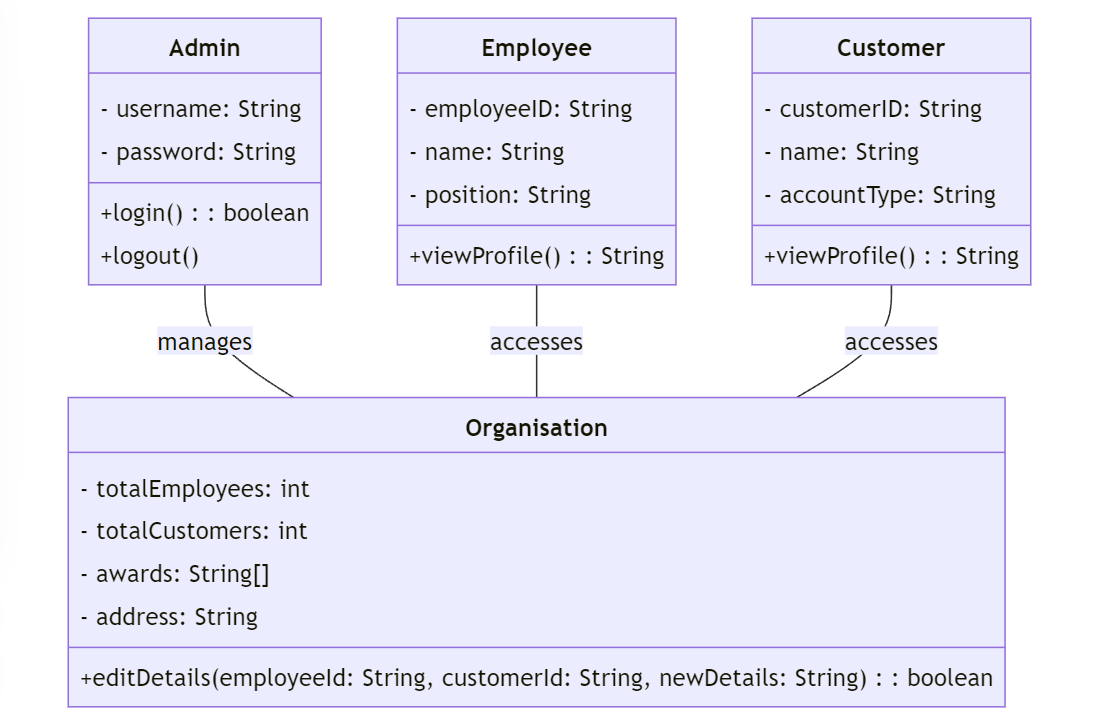 Admin
- username: String
- password: String
+login() : : boolean
+logout()
Employee
- employeeID: String
- name: String
- position: String
+viewProfile() : : String
Customer
- customerID: String
- name: String
- accountType: String
+viewProfile() : : String
manages
accesses
accesses
Organisation
- totalEmployees: int
- totalCustomers: int
- awards: String[]
- address: String
+editDetails(employeeId: String, customerId: String, newDetails: String) : : boolean